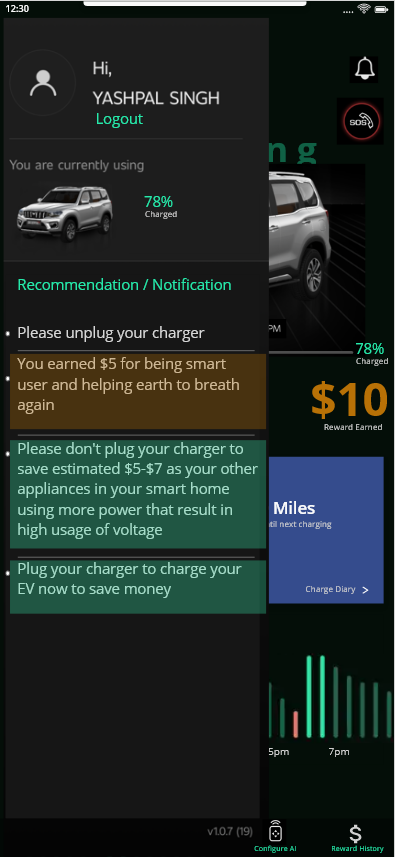 12:30
Hi,
YASHPAL SINGH
Logout
SOS
n g
You are currently using
78%
Charged
Recommendation / Notification
PM
Please unplug your charger
78%
Charged
You earned $5 for being smart
user and helping earth to breath
again
$10
Reward Earned
Please don't plug your charger to
save estimated $5-$7 as your other
appliances in your smart home
using more power that result in
high usage of voltage
Miles
til next charging
Plug your charger to charge your
EV now to save money
Charge Diary >
5pm
7pm
v1.0.7 (19)
Configure AI
Reward History